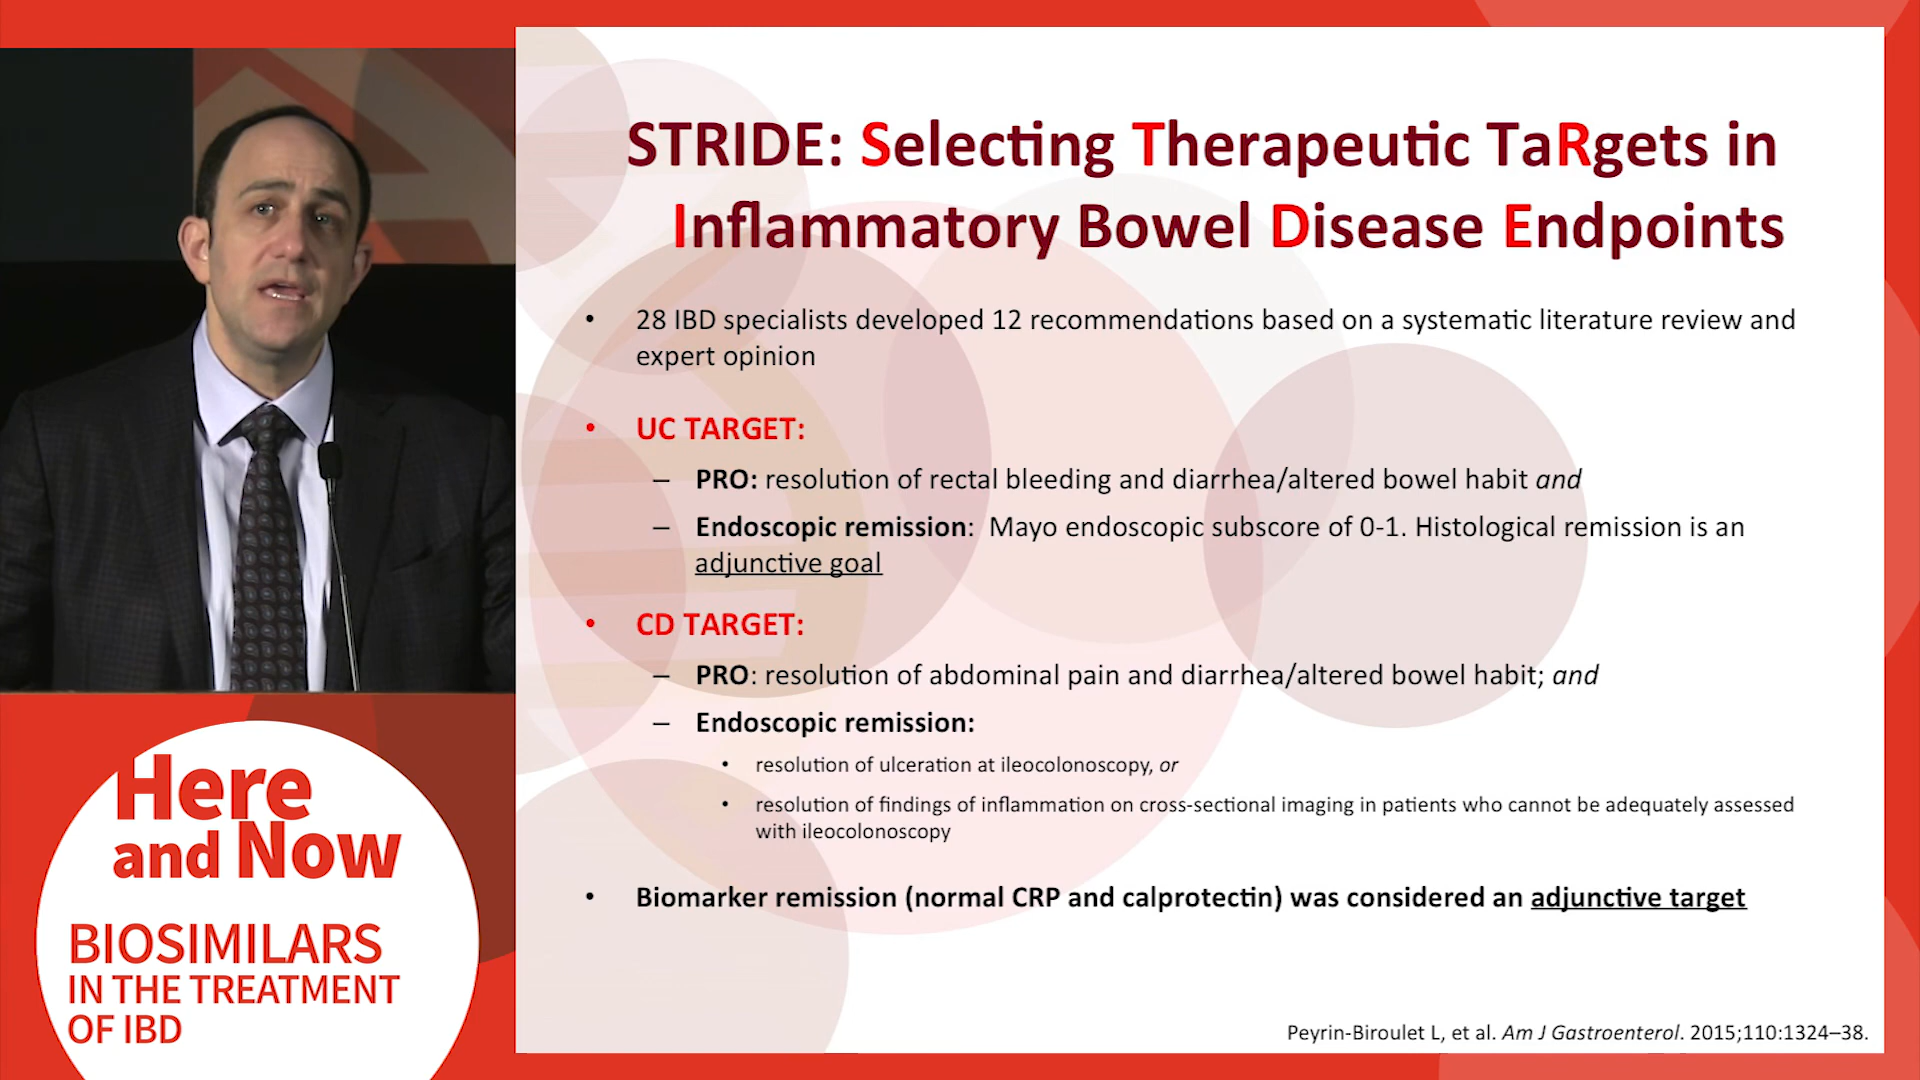 STRIDE: Selecting Therapeutic TaRgets in
Inflammatory Bowel Disease Endpoints
• 28 IBD specialists developed 12 recommendations based on a systematic literature review and
expert opinion
• UC TARGET:
– PRO: resolution of rectal bleeding and diarrhea/altered bowel habit and
– Endoscopic remission:  Mayo endoscopic subscore of 0-1. Histological remission is an
adjunctive goal
• CD TARGET:
– PRO: resolution of abdominal pain and diarrhea/altered bowel habit; and
– Endoscopic remission:
• resolution of ulceration at ileocolonoscopy, or
• resolution of findings of inflammation on cross-sectional imaging in patients who cannot be adequately assessed
with ileocolonoscopy
• Biomarker remission (normal CRP and calprotectin) was considered an adjunctive target
Peyrin-Biroulet L, et al. Am J Gastroenterol. 2015;110:1324–38.
Here
and Now
BIOSIMILARS
IN THE TREATMENT
OF IBD